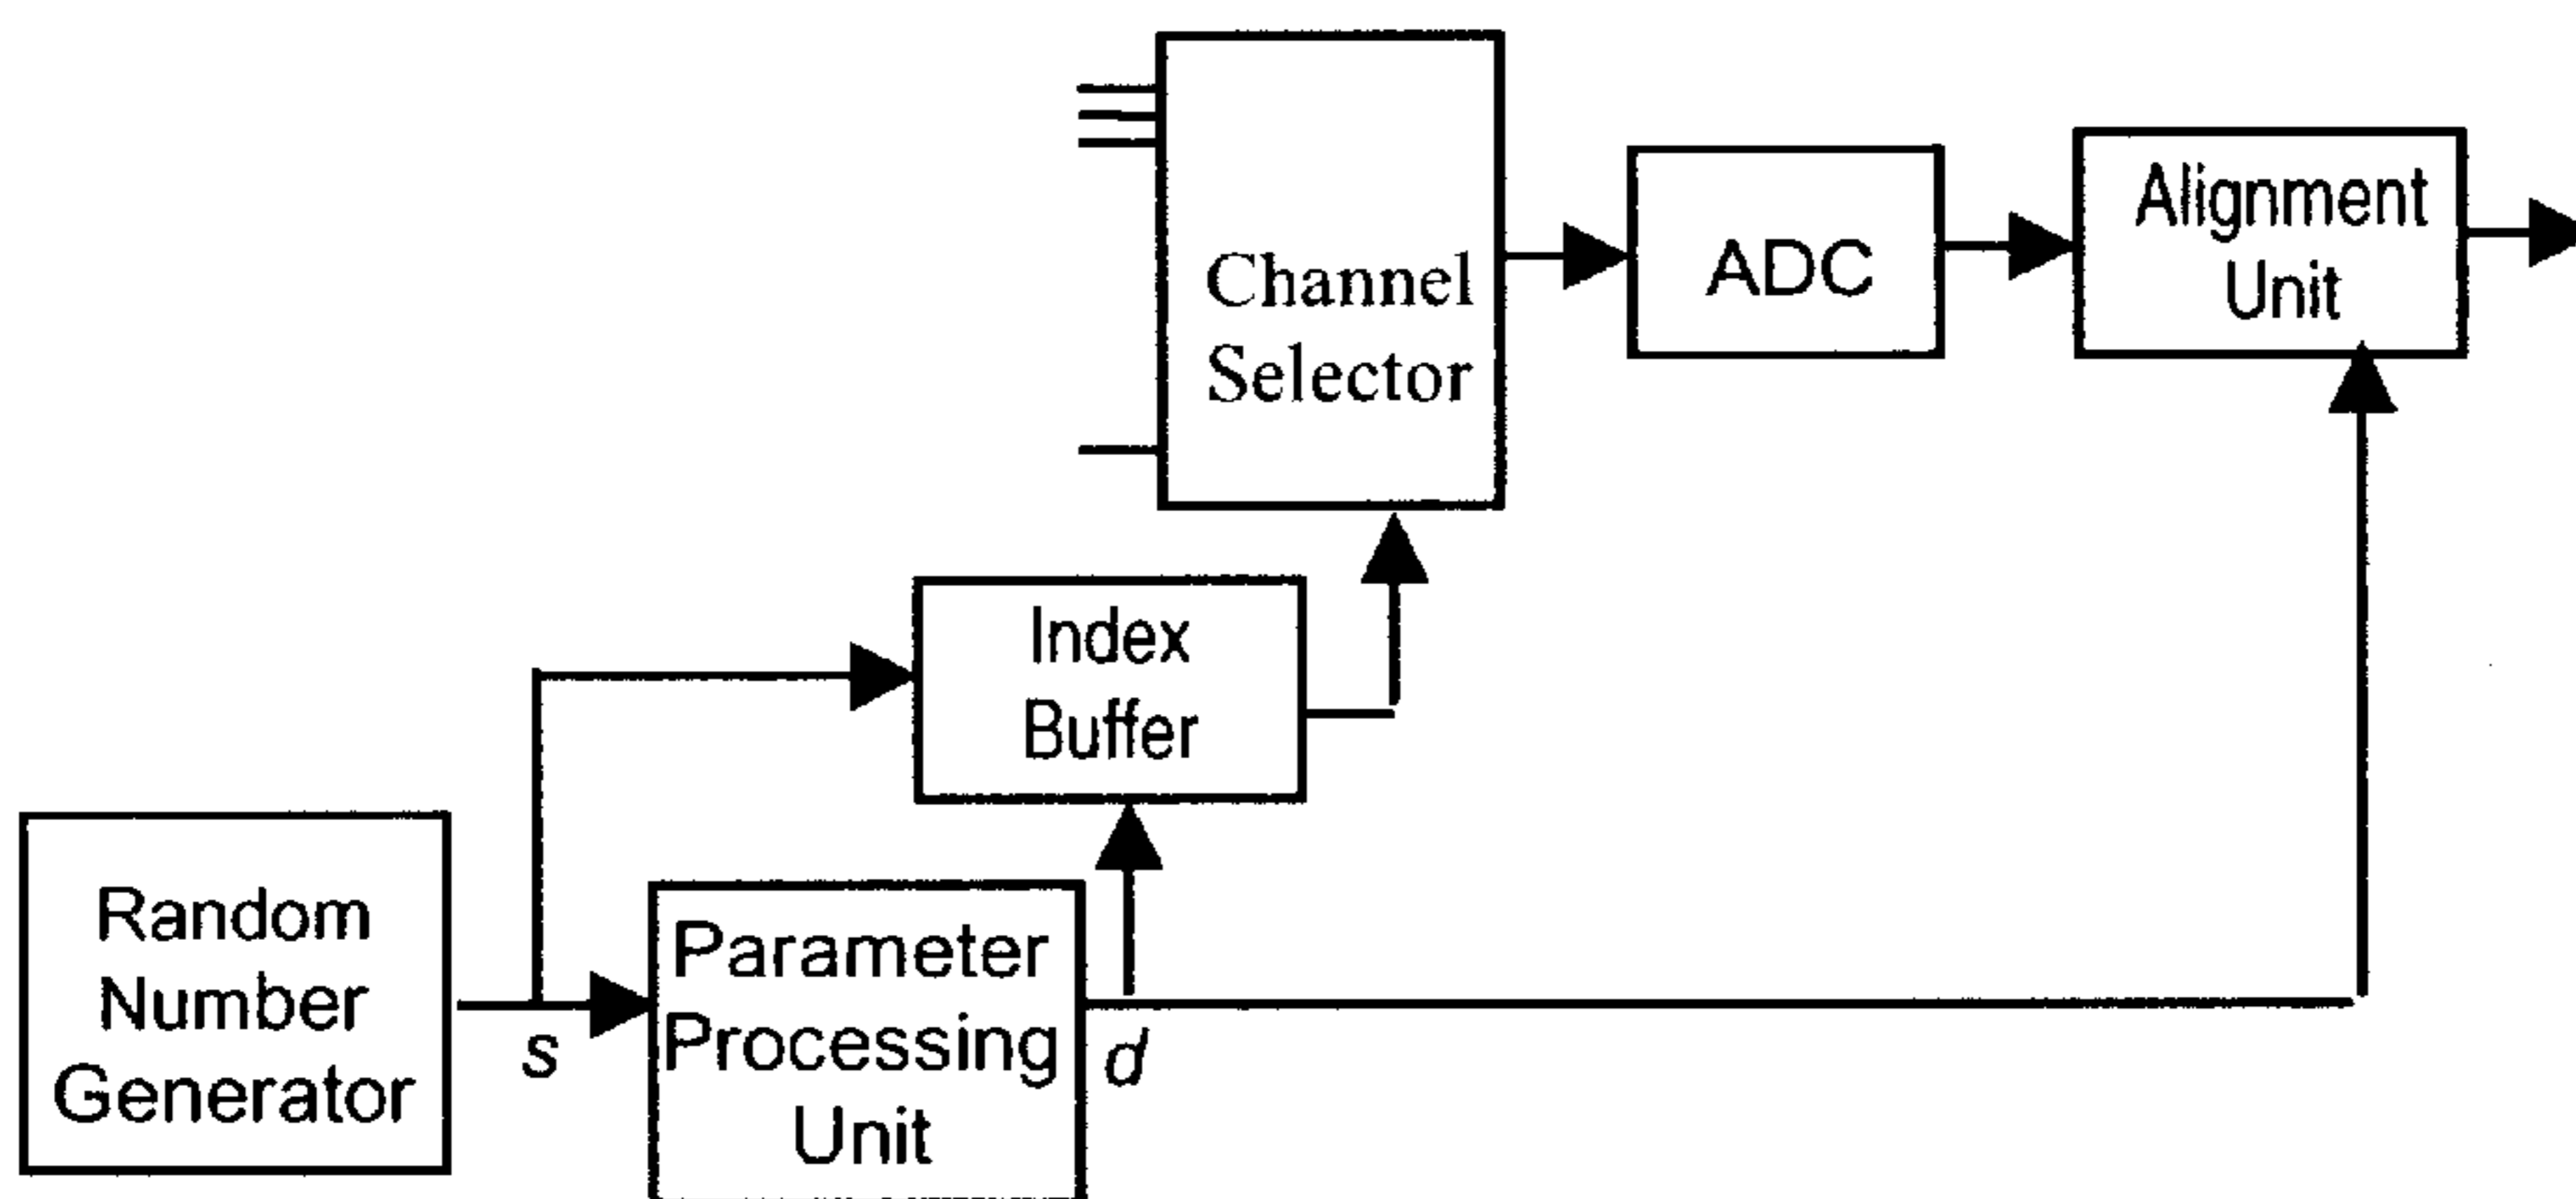 Channel
Selector
ADC
Alignment
Unit
Index
Buffer
Random
Number
Generator
s
Parameter
Processing
Unit
d